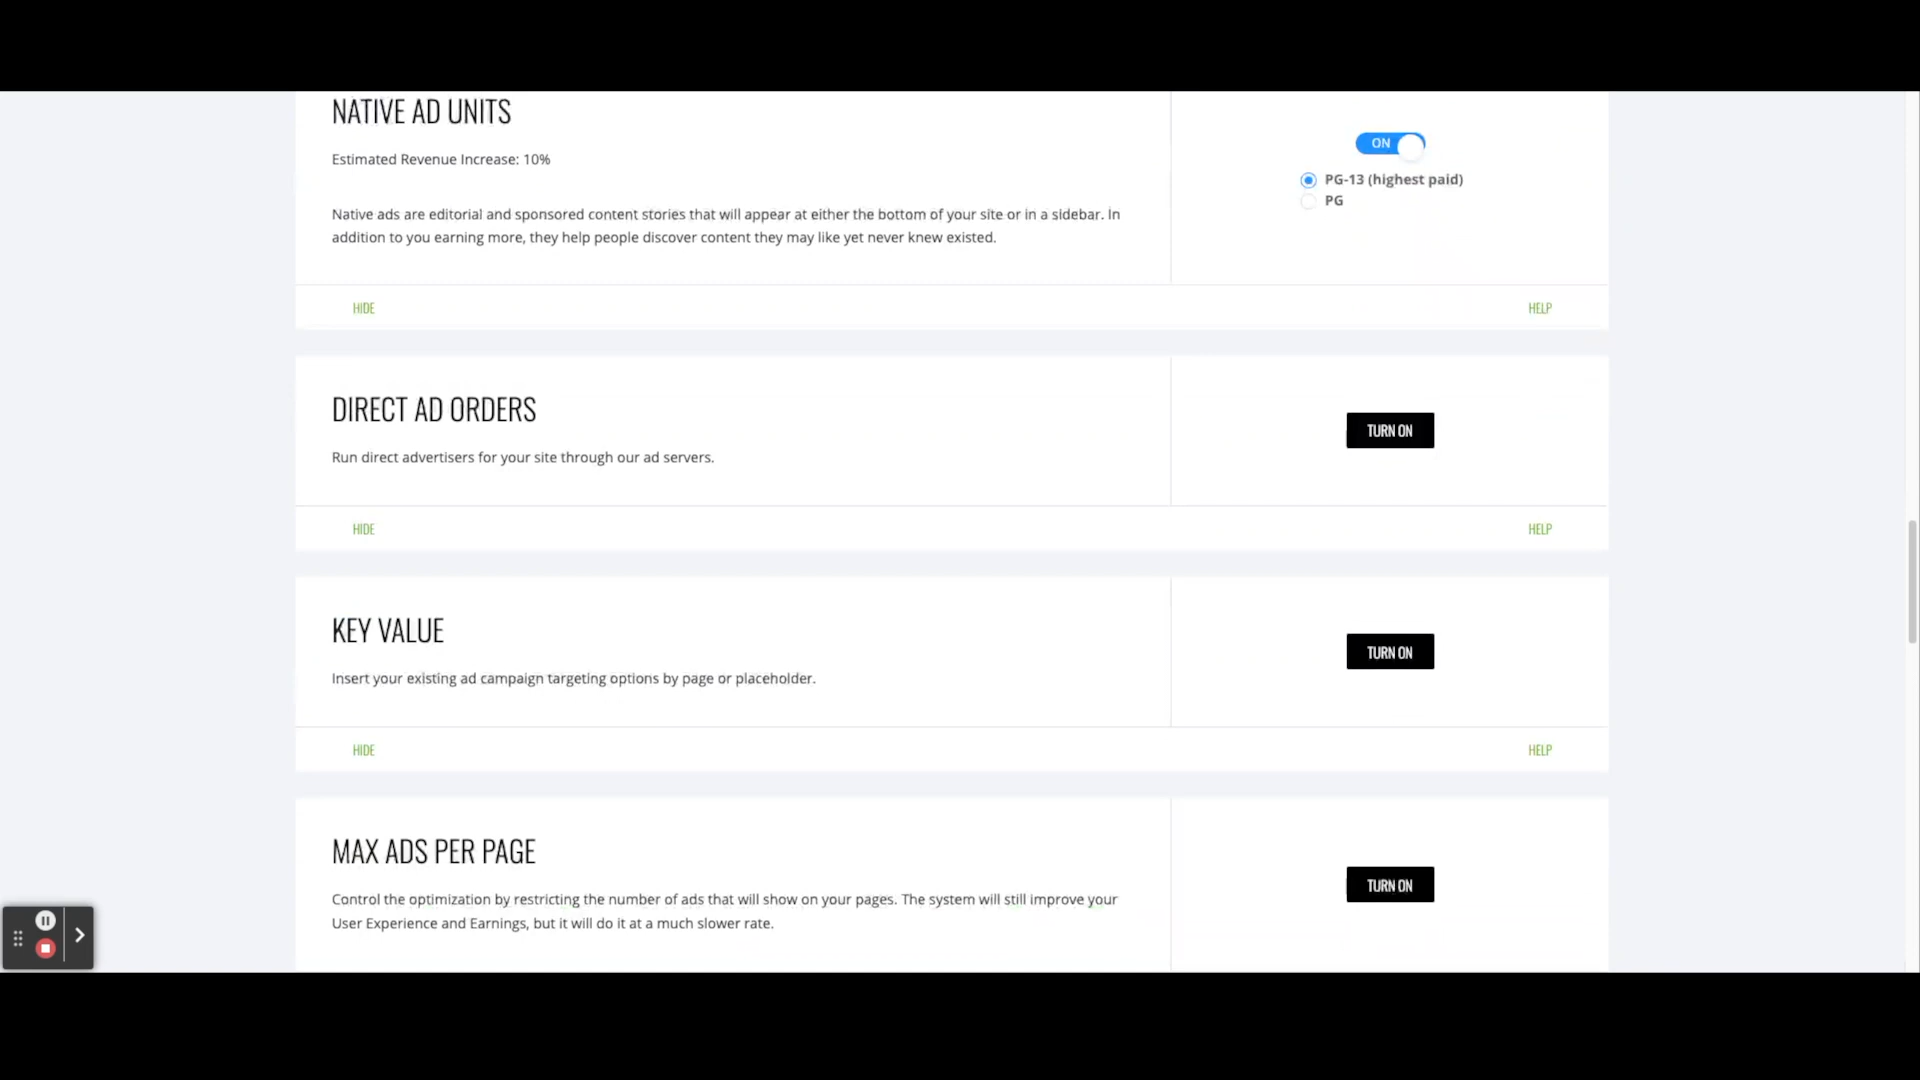 NATIVE AD UNITS
Estimated Revenue Increase: 10%
Native ads are editorial and sponsored content stories that will appear at either the bottom of your site or in a sidebar. In
addition to you earning more, they help people discover content they may like yet never knew existed.
ON
PG-13 (highest paid)
PG
HIDE
HELP
DIRECT AD ORDERS
Run direct advertisers for your site through our ad servers.
TURN ON
HIDE
HELP
KEY VALUE
Insert your existing ad campaign targeting options by page or placeholder.
TURN ON
HIDE
HELP
MAX ADS PER PAGE
Control the optimization by restricting the number of ads that will show on your pages. The system will still improve your
User Experience and Earnings, but it will do it at a much slower rate.
TURN ON